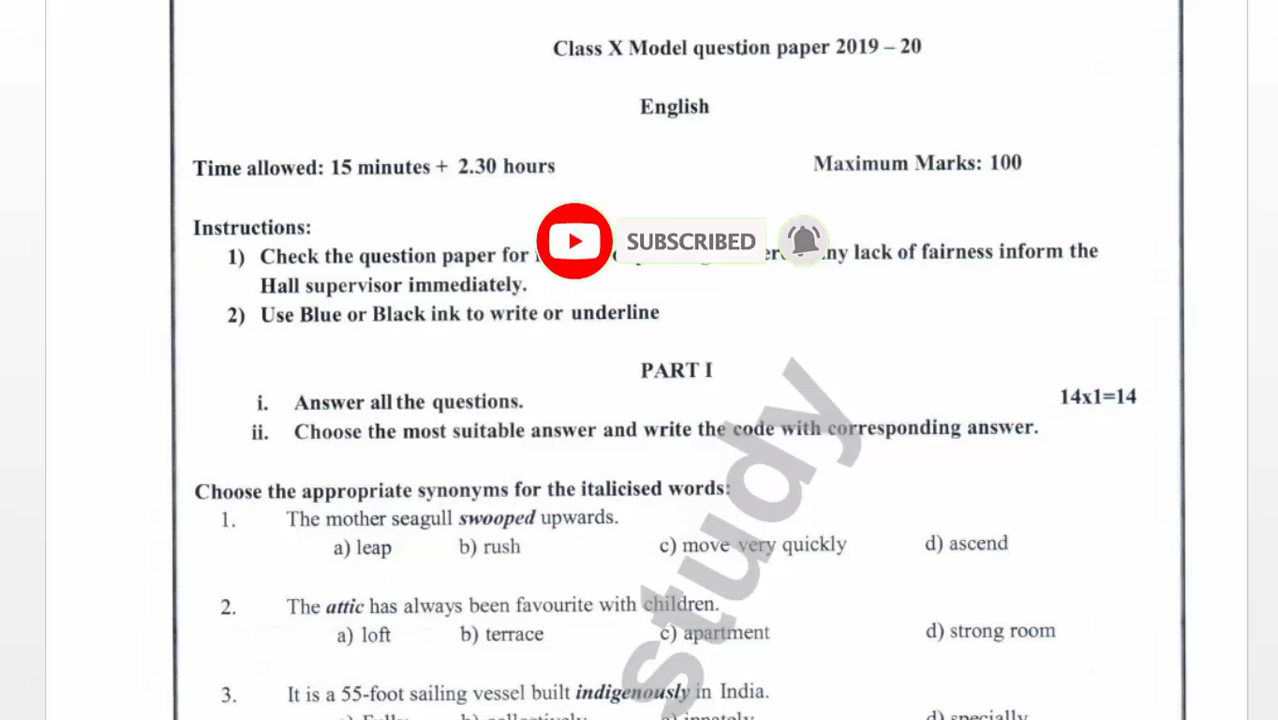 Class X Model question paper 2019 – 20
English
Time allowed: 15 minutes + 2.30 hours Maximum Marks: 100
Instructions:
SUBSCRIBED
1) Check the question paper for lack of fairness inform the
Hall supervisor immediately.
2) Use Blue or Black ink to write or underline
PART I
i. Answer all the questions. 14x1=14
ii. Choose the most suitable answer and write the code with corresponding answer.
Choose the appropriate synonyms for the italicised words:
1. The mother seagull swooped upwards.
a) leap b) rush c) move very quickly d) ascend
2. The attic has always been favourite with children.
a) loft b) terrace c) apartment d) strong room
study
3. It is a 55-foot sailing vessel built indigenously in India.